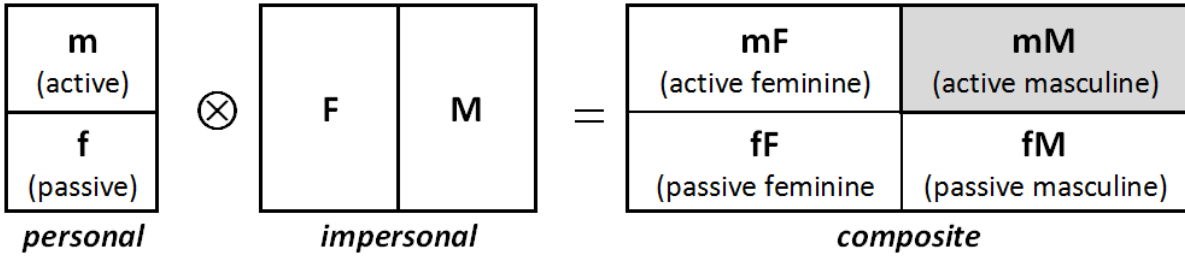 m
(active)
f
(passive)
personal
⊗
F M
impersonal
=
mF mM
(active feminine) (active masculine)
fF fM
(passive feminine (passive masculine)
composite